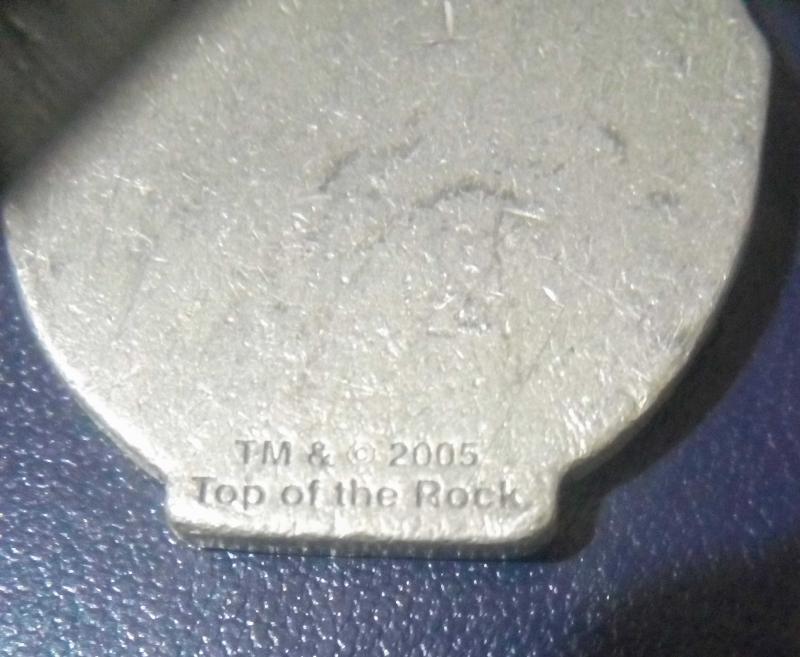 TM & © 2005
Top of the Rock